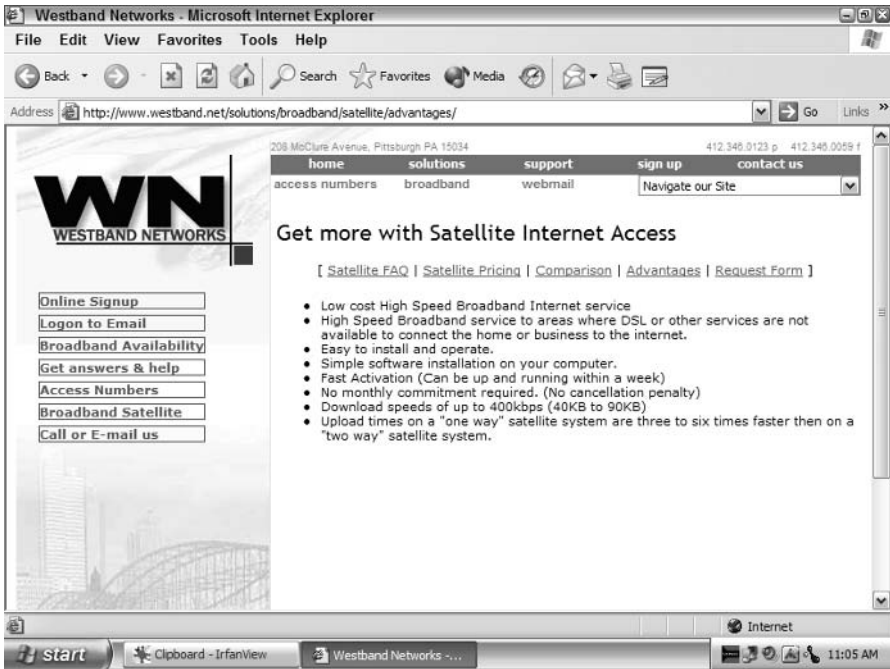 Westband Networks - Microsoft Internet Explorer
File Edit View Favorites Tools Help
Back Search Favorites Media
Address http://www.westband.net/solutions/broadband/satellite/advantages/ Go Links »
208 McClure Avenue, Pittsburgh PA 15034 412.346.0123 p 412.346.0059 f
home solutions support sign up contact us
access numbers broadband webmail Navigate our Site
WN
WESTBAND NETWORKS
Get more with Satellite Internet Access
[ Satellite FAQ | Satellite Pricing | Comparison | Advantages | Request Form ]
Online Signup
Logon to Email
Broadband Availability
Get answers & help
Access Numbers
Broadband Satellite
Call or E-mail us
• Low cost High Speed Broadband Internet service
• High Speed Broadband service to areas where DSL or other services are not
available to connect the home or business to the internet.
• Easy to install and operate.
• Simple software installation on your computer.
• Fast Activation (Can be up and running within a week)
• No monthly commitment required. (No cancellation penalty)
• Download speeds of up to 400kbps (40KB to 90KB)
• Upload times on a "one way" satellite system are three to six times faster then on a
"two way" satellite system.
Internet
start Clipboard - IrfanView Westband Networks -... 11:05 AM